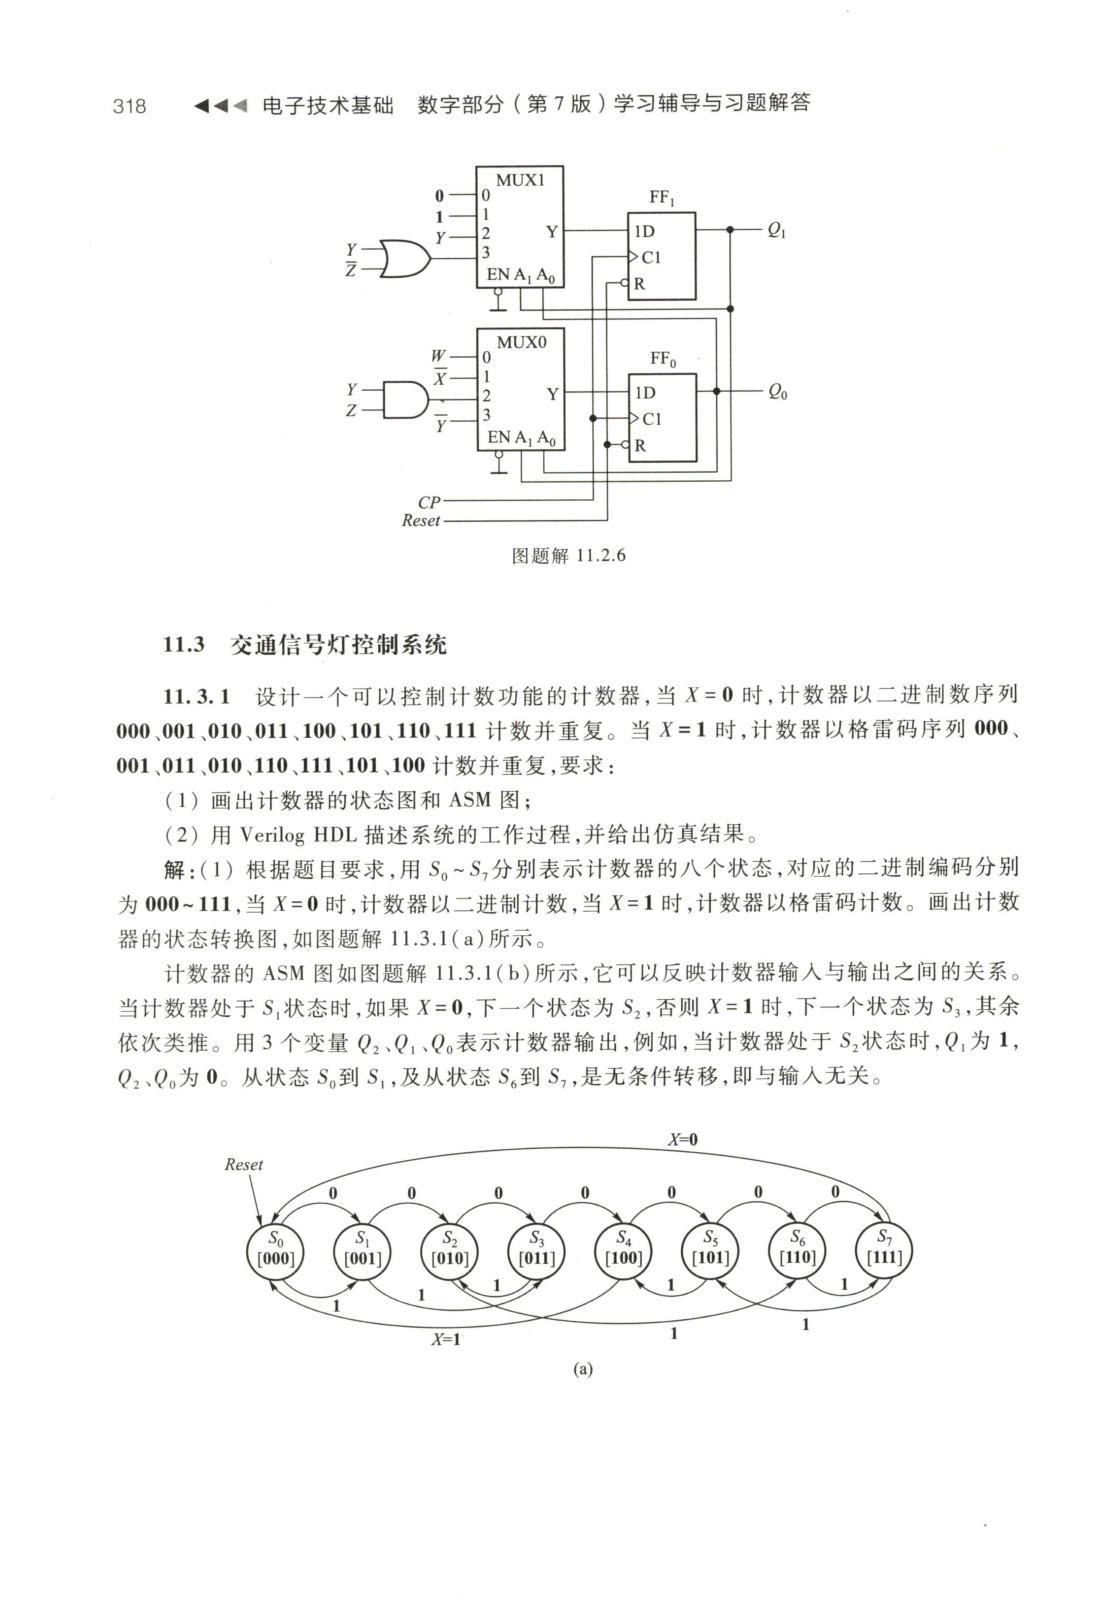 318 ◀◀◀ 电子技术基础 数字部分（第7版）学习辅导与习题解答
MUX1
0 0
1 1
Y 2
Y
Z̅
3
Y
EN A₁ A₀
FF₁
1D
C1
R
Q₁
MUX0
W 0
X̅ 1
Y
Z
2
Y̅ 3
Y
EN A₁ A₀
FF₀
1D
C1
R
Q₀
CP
Reset
图题解 11.2.6
11.3 交通信号灯控制系统
11.3.1 设计一个可以控制计数功能的计数器，当 X=0 时，计数器以二进制数序列
000、001、010、011、100、101、110、111 计数并重复。当 X=1 时，计数器以格雷码序列 000、
001、011、010、110、111、101、100 计数并重复，要求：
（1）画出计数器的状态图和 ASM 图；
（2）用 Verilog HDL 描述系统的工作过程，并给出仿真结果。
解：（1）根据题目要求，用 S₀~S₇分别表示计数器的八个状态，对应的二进制编码分别
为 000~111，当 X=0 时，计数器以二进制计数，当 X=1 时，计数器以格雷码计数。画出计数
器的状态转换图，如图题解 11.3.1(a)所示。
计数器的 ASM 图如图题解 11.3.1(b)所示，它可以反映计数器输入与输出之间的关系。
当计数器处于 S₁状态时，如果 X=0，下一个状态为 S₂，否则 X=1 时，下一个状态为 S₃，其余
依次类推。用 3 个变量 Q₂、Q₁、Q₀表示计数器输出，例如，当计数器处于 S₂状态时，Q₁为 1，
Q₂、Q₀为 0。从状态 S₀到 S₁，及从状态 S₆到 S₇，是无条件转移，即与输入无关。
X=0
Reset
0 0 0 0 0 0 0
S₀ S₁ S₂ S₃ S₄ S₅ S₆ S₇
[000] [001] [010] [011] [100] [101] [110] [111]
1 1 1 1 1
X=1 1 1
(a)